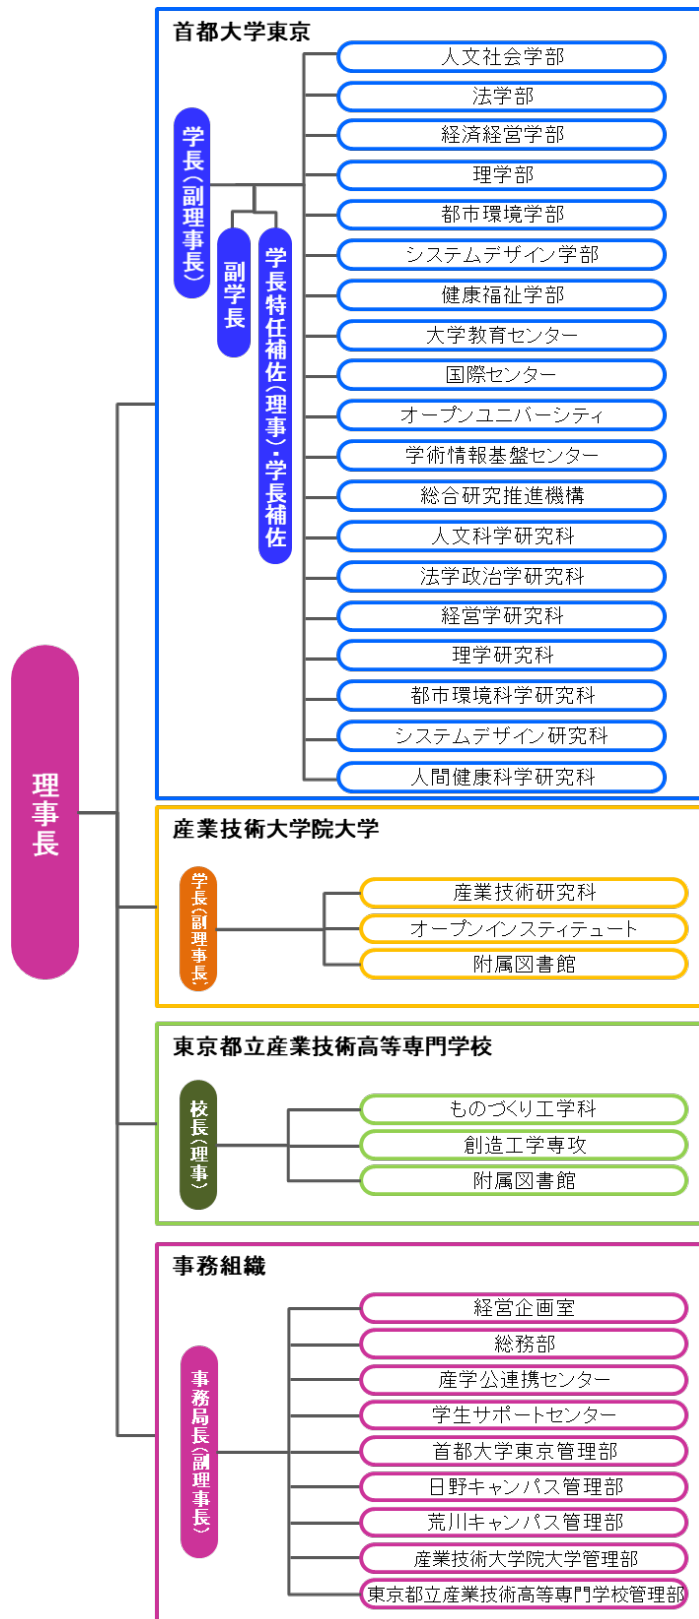 理事長
首都大学東京
学長(副理事長)
副学長
学長特任補佐(理事)・学長補佐
人文社会学部
法学部
経済経営学部
理学部
都市環境学部
システムデザイン学部
健康福祉学部
大学教育センター
国際センター
オープンユニバーシティ
学術情報基盤センター
総合研究推進機構
人文科学研究科
法学政治学研究科
経営学研究科
理学研究科
都市環境科学研究科
システムデザイン研究科
人間健康科学研究科
産業技術大学院大学
学長(副理事長)
産業技術研究科
オープンインスティテュート
附属図書館
東京都立産業技術高等専門学校
校長(理事)
ものづくり工学科
創造工学専攻
附属図書館
事務組織
事務局長(副理事長)
経営企画室
総務部
産学公連携センター
学生サポートセンター
首都大学東京管理部
日野キャンパス管理部
荒川キャンパス管理部
産業技術大学院大学管理部
東京都立産業技術高等専門学校管理部